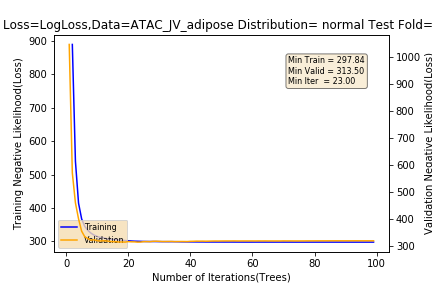 Loss=LogLoss,Data=ATAC_JV_adipose Distribution= normal Test Fold=
Training Negative Likelihood(Loss)
900
800
700
600
500
400
300
Min Train = 297.84
Min Valid = 313.50
Min Iter = 23.00
Training
Validation
1000
900
800
700
600
500
400
300
Validation Negative Likelihood(Loss)
0
20
40
60
80
100
Number of Iterations(Trees)